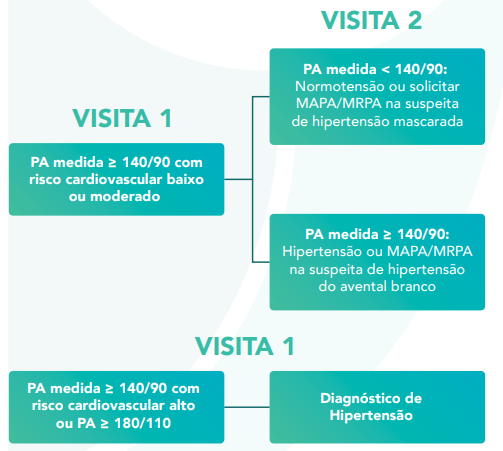 VISITA 2
PA medida < 140/90:
Normotensão ou solicitar
MAPA/MRPA na suspeita
de hipertensão mascarada
VISITA 1
PA medida ≥ 140/90 com
risco cardiovascular baixo
ou moderado
PA medida ≥ 140/90:
Hipertensão ou MAPA/MRPA
na suspeita de hipertensão
do avental branco
VISITA 1
PA medida ≥ 140/90 com
risco cardiovascular alto
ou PA ≥ 180/110
Diagnóstico de
Hipertensão